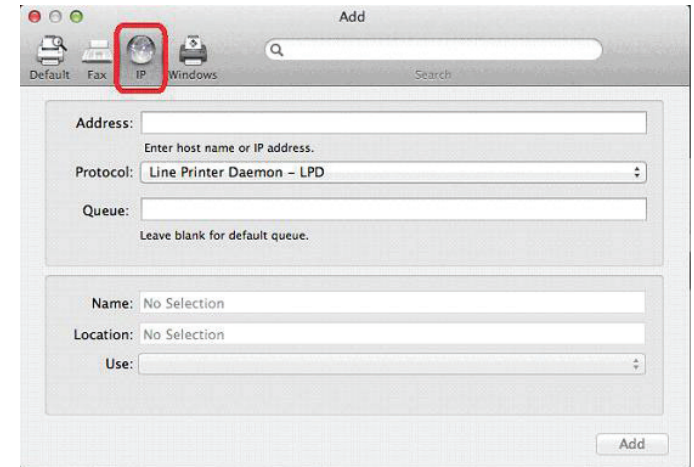 Add
Default Fax IP Windows
Search
Address:
Enter host name or IP address.
Protocol: Line Printer Daemon – LPD
Queue:
Leave blank for default queue.
Name: No Selection
Location: No Selection
Use:
Add